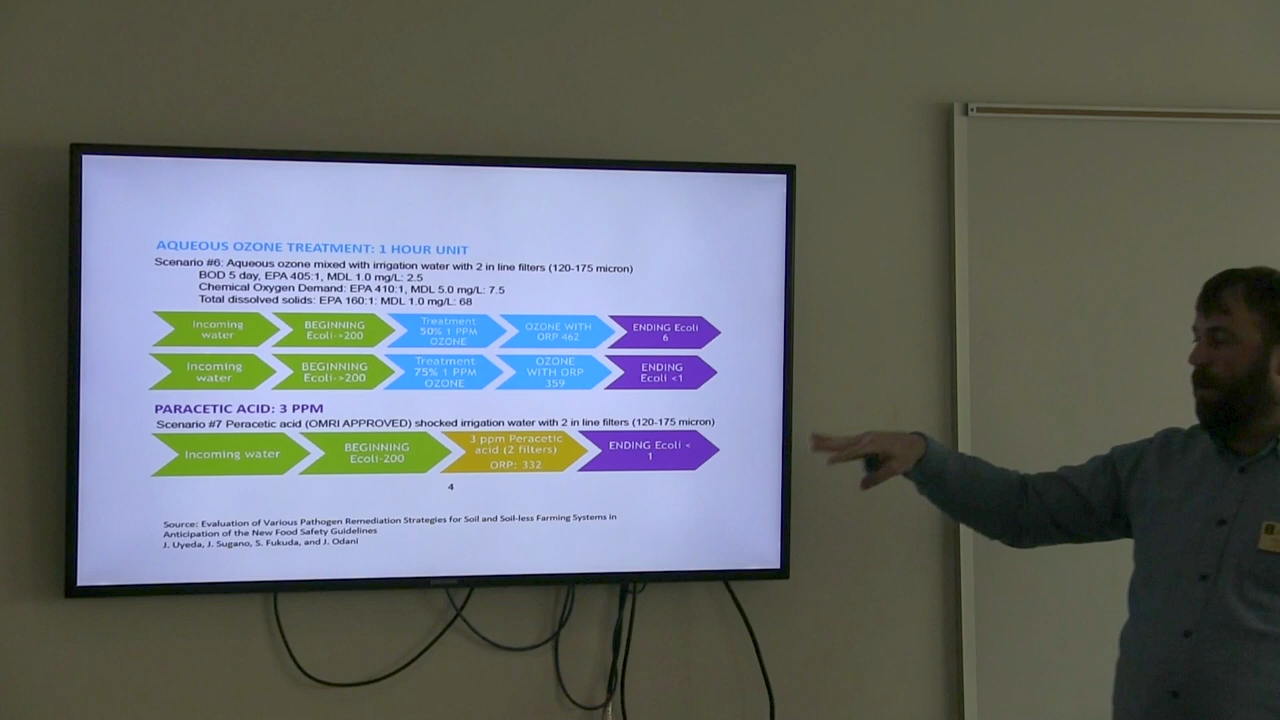 AQUEOUS OZONE TREATMENT: 1 HOUR UNIT
Scenario #6: Aqueous ozone mixed with irrigation water with 2 in line filters (120-175 micron)
BOD 5 day, EPA 405:1, MDL 1.0 mg/L: 2.5
Chemical Oxygen Demand: EPA 410:1, MDL 5.0 mg/L: 7.5
Total dissolved solids: EPA 160:1: MDL 1.0 mg/L: 68
Incoming water
BEGINNING Ecoli->200
Treatment 50% 1 PPM OZONE
OZONE WITH ORP 462
ENDING Ecoli 6
Incoming water
BEGINNING Ecoli->200
Treatment 75% 1 PPM OZONE
OZONE WITH ORP 359
ENDING Ecoli <1
PARACETIC ACID: 3 PPM
Scenario #7 Peracetic acid (OMRI APPROVED) shocked irrigation water with 2 in line filters (120-175 micron)
Incoming water
BEGINNING Ecoli-200
3 ppm Peracetic acid (2 filters) ORP: 332
ENDING Ecoli < 1
4
Source: Evaluation of Various Pathogen Remediation Strategies for Soil and Soil-less Farming Systems in
Anticipation of the New Food Safety Guidelines
J. Uyeda, J. Sugano, S. Fukuda, and J. Odani